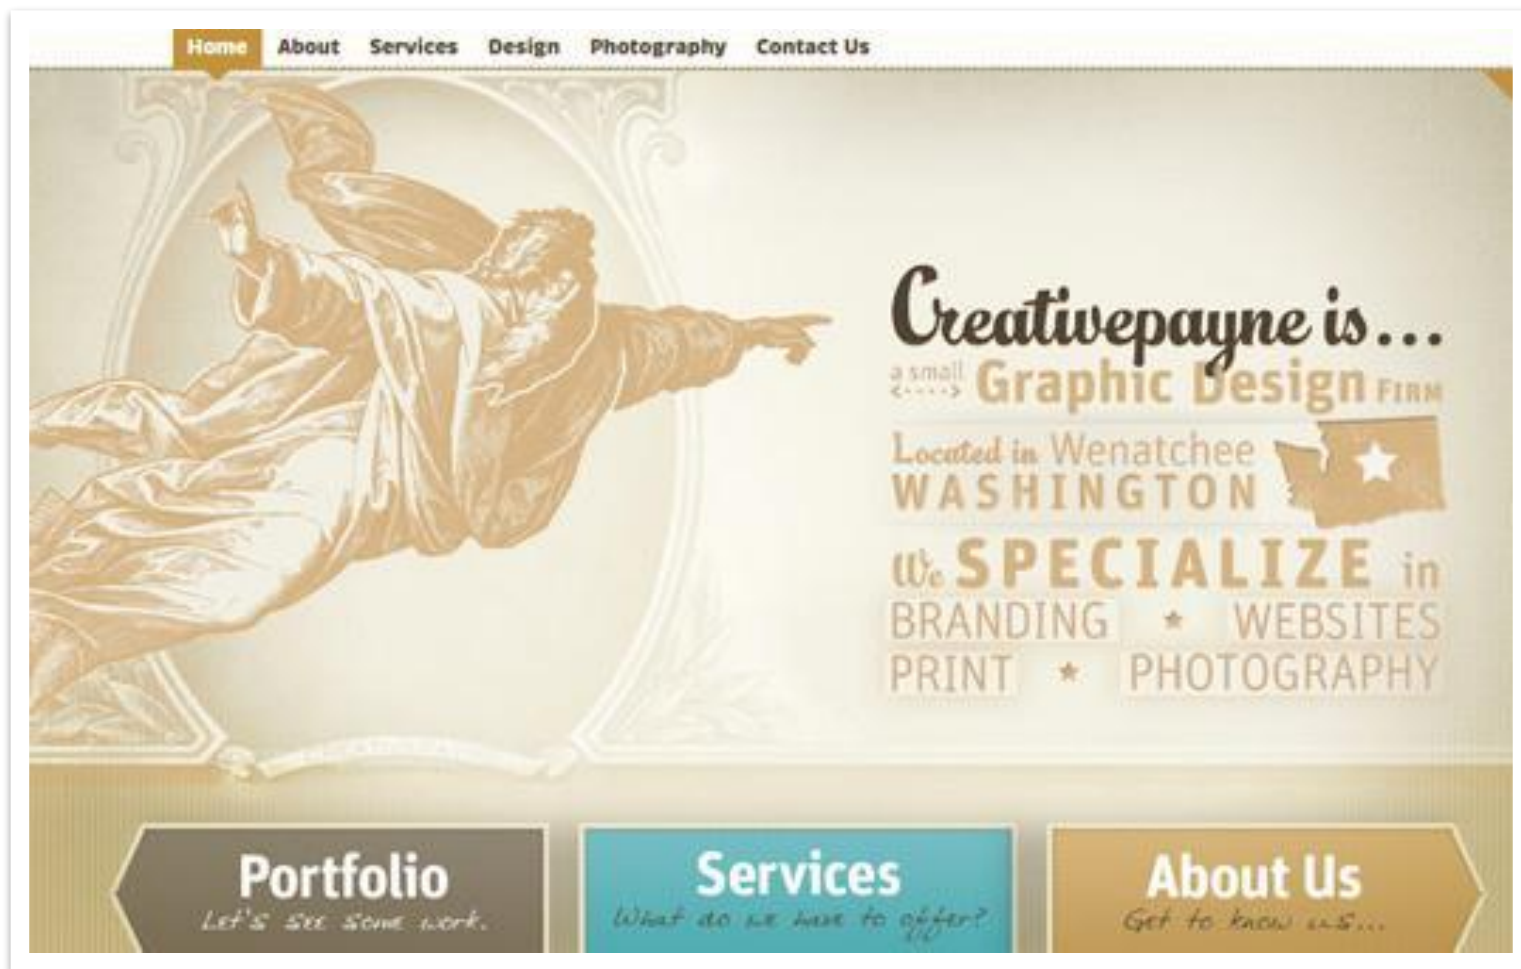 Home About Services Design Photography Contact Us
Creativepayne is...
a small Graphic Design FIRM
Located in Wenatchee
WASHINGTON
We SPECIALIZE in
BRANDING * WEBSITES
PRINT * PHOTOGRAPHY
Portfolio
Let's see some work.
Services
What do we have to offer?
About Us
Get to know us...